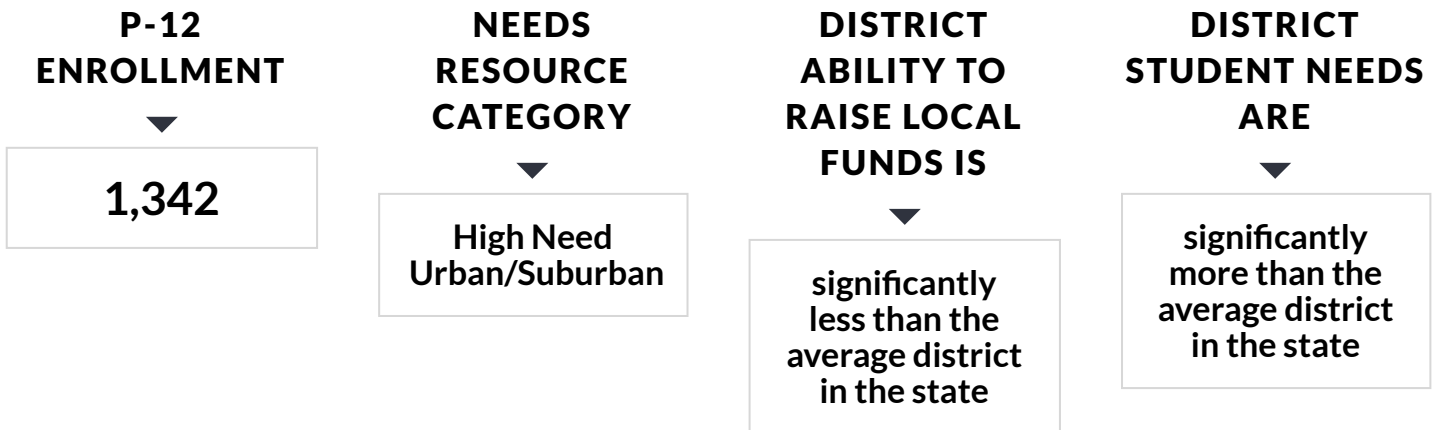 P-12
ENROLLMENT
1,342
NEEDS
RESOURCE
CATEGORY
High Need
Urban/Suburban
DISTRICT
ABILITY TO
RAISE LOCAL
FUNDS IS
significantly
less than the
average district
in the state
DISTRICT
STUDENT NEEDS
ARE
significantly
more than the
average district
in the state